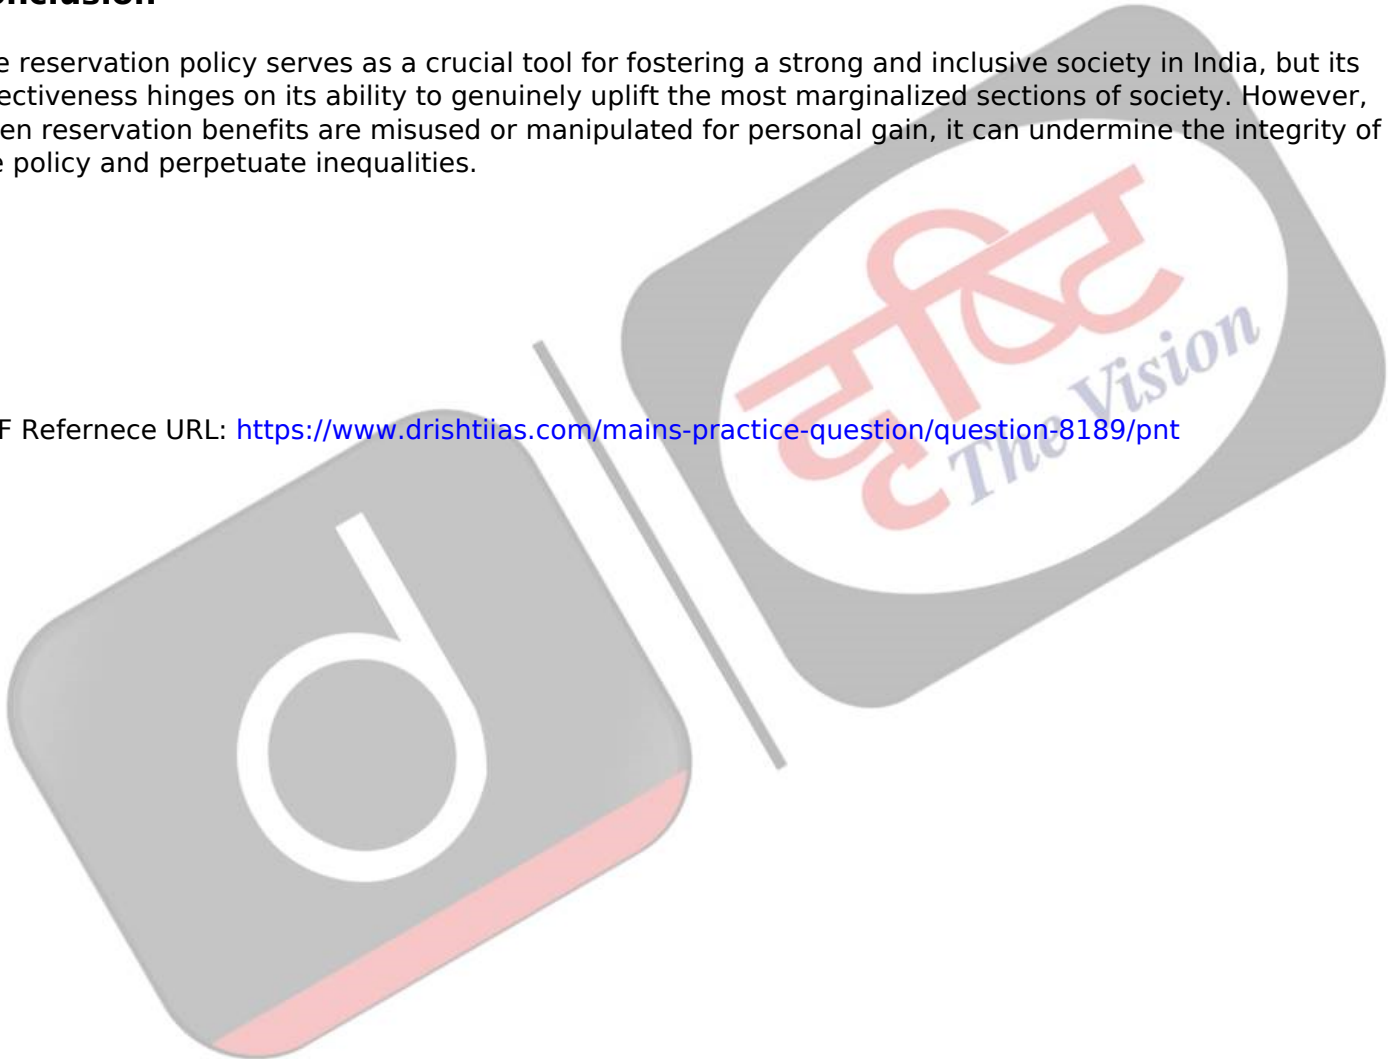 nclusion
e reservation policy serves as a crucial tool for fostering a strong and inclusive society in India, but its
ectiveness hinges on its ability to genuinely uplift the most marginalized sections of society. However,
en reservation benefits are misused or manipulated for personal gain, it can undermine the integrity of
e policy and perpetuate inequalities.
दृष्टि
The Vision
F Refernece URL: https://www.drishtiias.com/mains-practice-question/question-8189/pnt
d